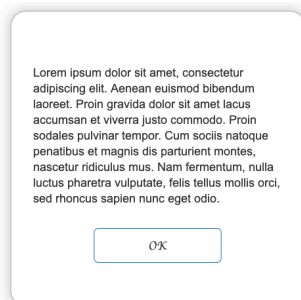 Lorem ipsum dolor sit amet, consectetur
adipiscing elit. Aenean euismod bibendum
laoreet. Proin gravida dolor sit amet lacus
accumsan et viverra justo commodo. Proin
sodales pulvinar tempor. Cum sociis natoque
penatibus et magnis dis parturient montes,
nascetur ridiculus mus. Nam fermentum, nulla
luctus pharetra vulputate, felis tellus mollis orci,
sed rhoncus sapien nunc eget odio.
OK